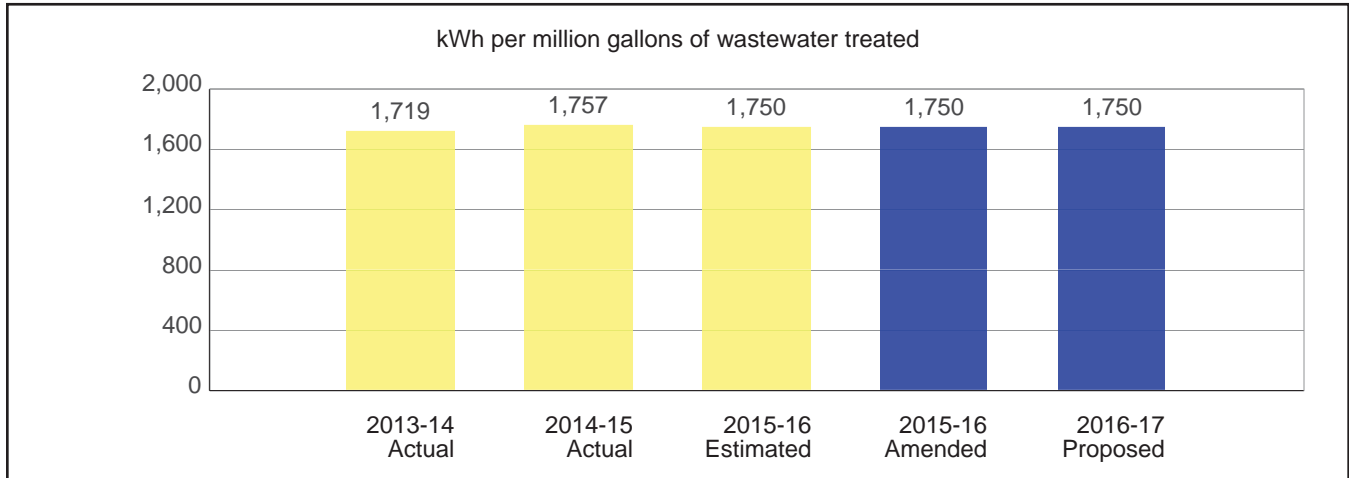 kWh per million gallons of wastewater treated
2,000
1,600
1,200
800
400
0
1,719
1,757
1,750
1,750
1,750
2013-14
Actual
2014-15
Actual
2015-16
Estimated
2015-16
Amended
2016-17
Proposed